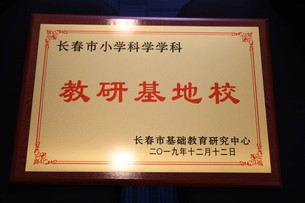 长春市小学科学学科
教研基地校
长春市基础教育研究中心
二〇一九年十二月十二日